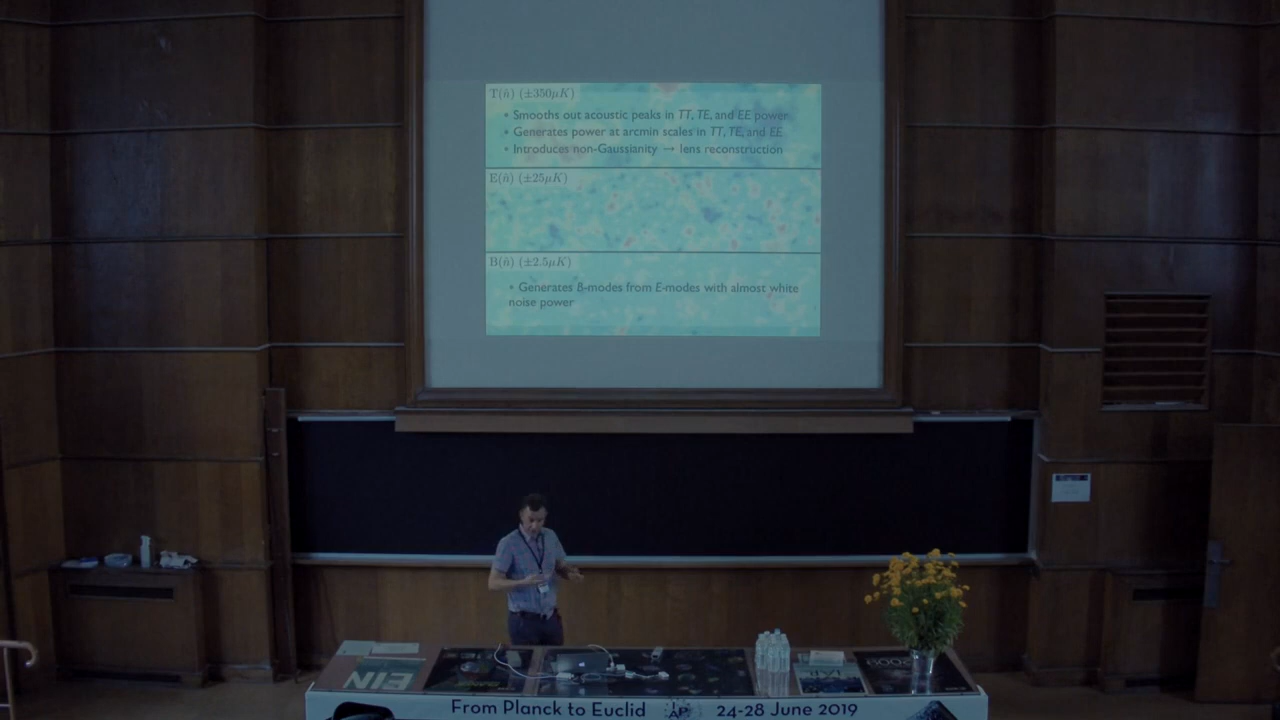 T(n̂) (±350μK)
• Smooths out acoustic peaks in TT, TE, and EE power
• Generates power at arcmin scales in TT, TE, and EE
• Introduces non-Gaussianity → lens reconstruction
E(n̂) (±25μK)
B(n̂) (±2.5μK)
• Generates B-modes from E-modes with almost white
noise power
EIN
From Planck to Euclid IAP 24-28 June 2019